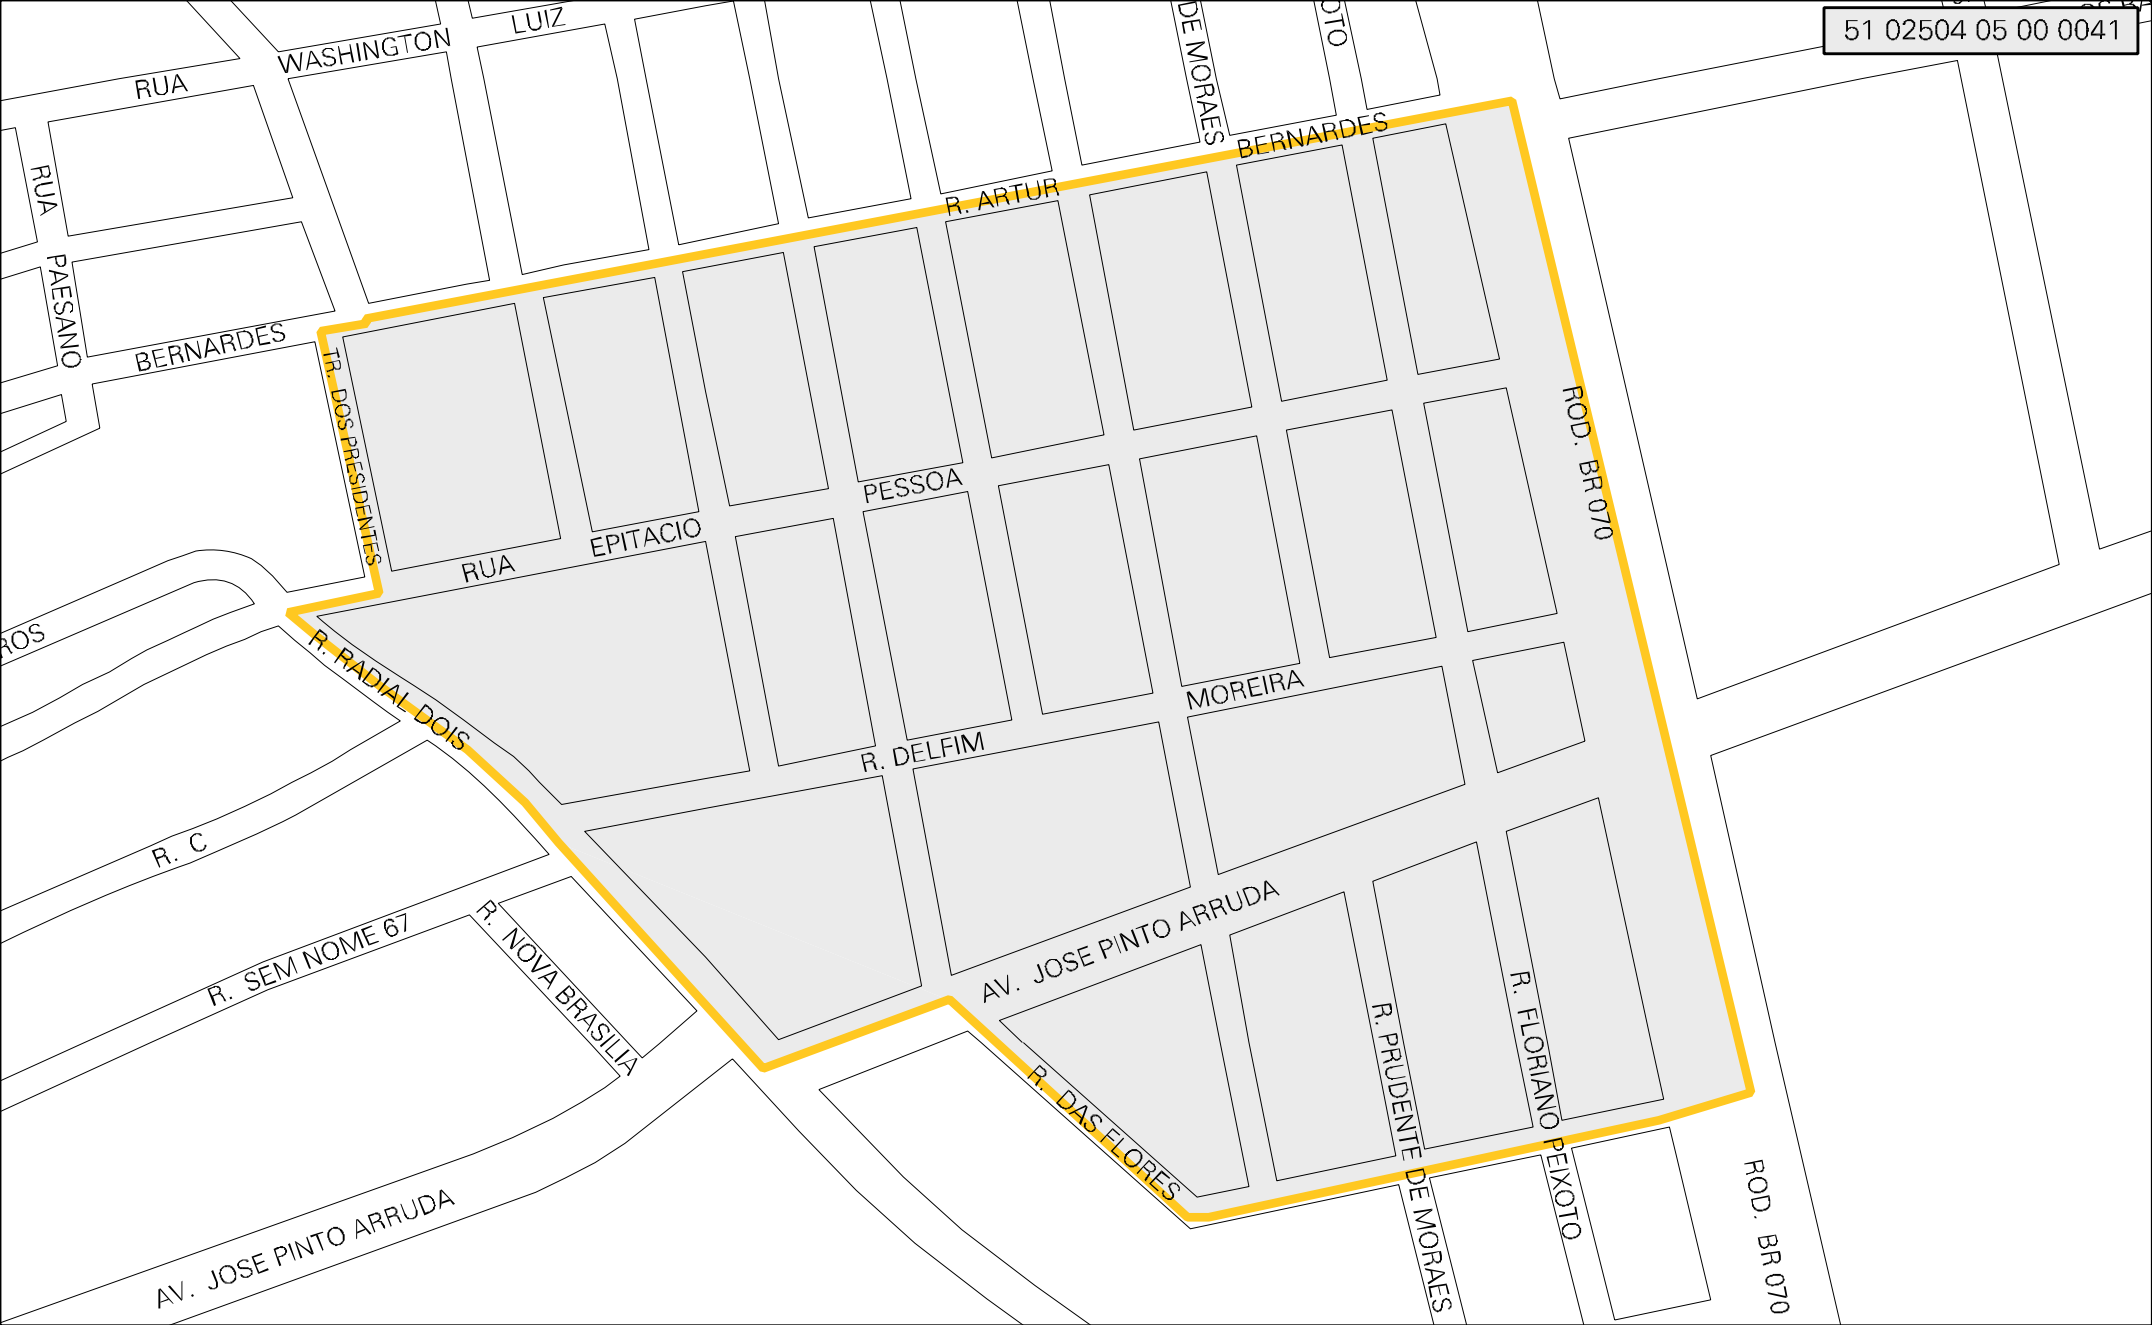 51 02504 05 00 0041
RUA WASHINGTON LUIZ
DE MORAES
OTO
RUA PAESANO
R. ARTUR BERNARDES
BERNARDES
TR. DOS PRESIDENTES
ROD. BR 070
RUA EPITACIO PESSOA
ROS
R. RADIAL DOIS
R. DELFIM MOREIRA
R. C
AV. JOSE PINTO ARRUDA
R. SEM NOME 67
R. NOVA BRASILIA
R. DAS FLORES
R. PRUDENTE DE MORAES
R. FLORIANO PEIXOTO
AV. JOSE PINTO ARRUDA
ROD. BR 070